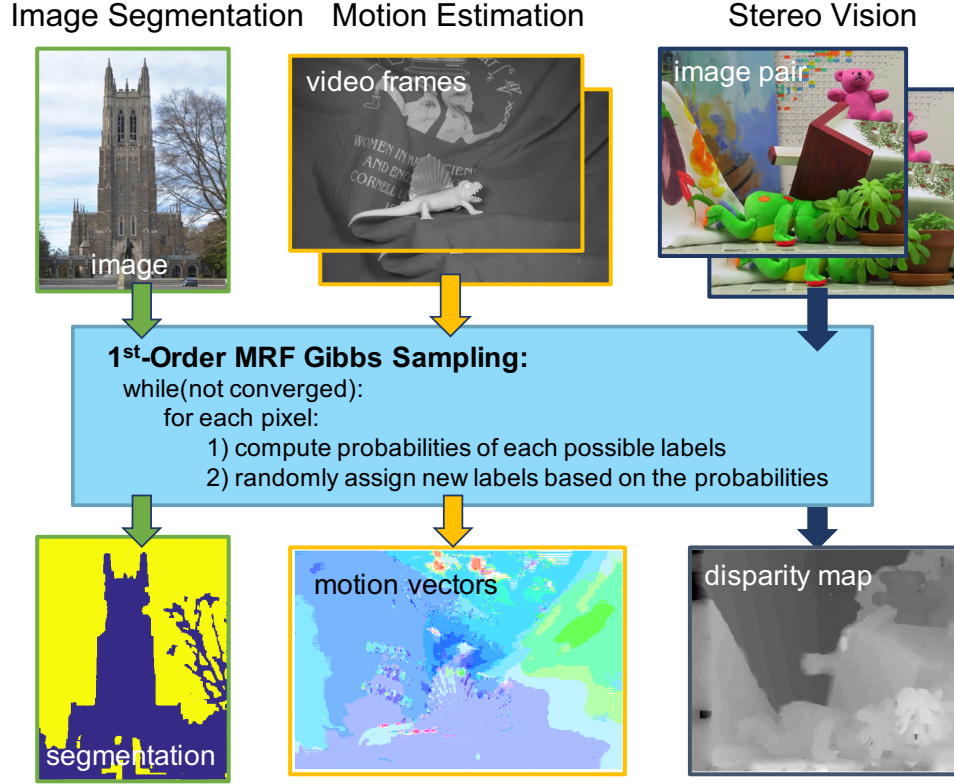 Image Segmentation
Motion Estimation
Stereo Vision
image
video frames
WOMEN IN
AND
CORNELL
image pair
1st-Order MRF Gibbs Sampling:
while(not converged):
for each pixel:
1) compute probabilities of each possible labels
2) randomly assign new labels based on the probabilities
segmentation
motion vectors
disparity map